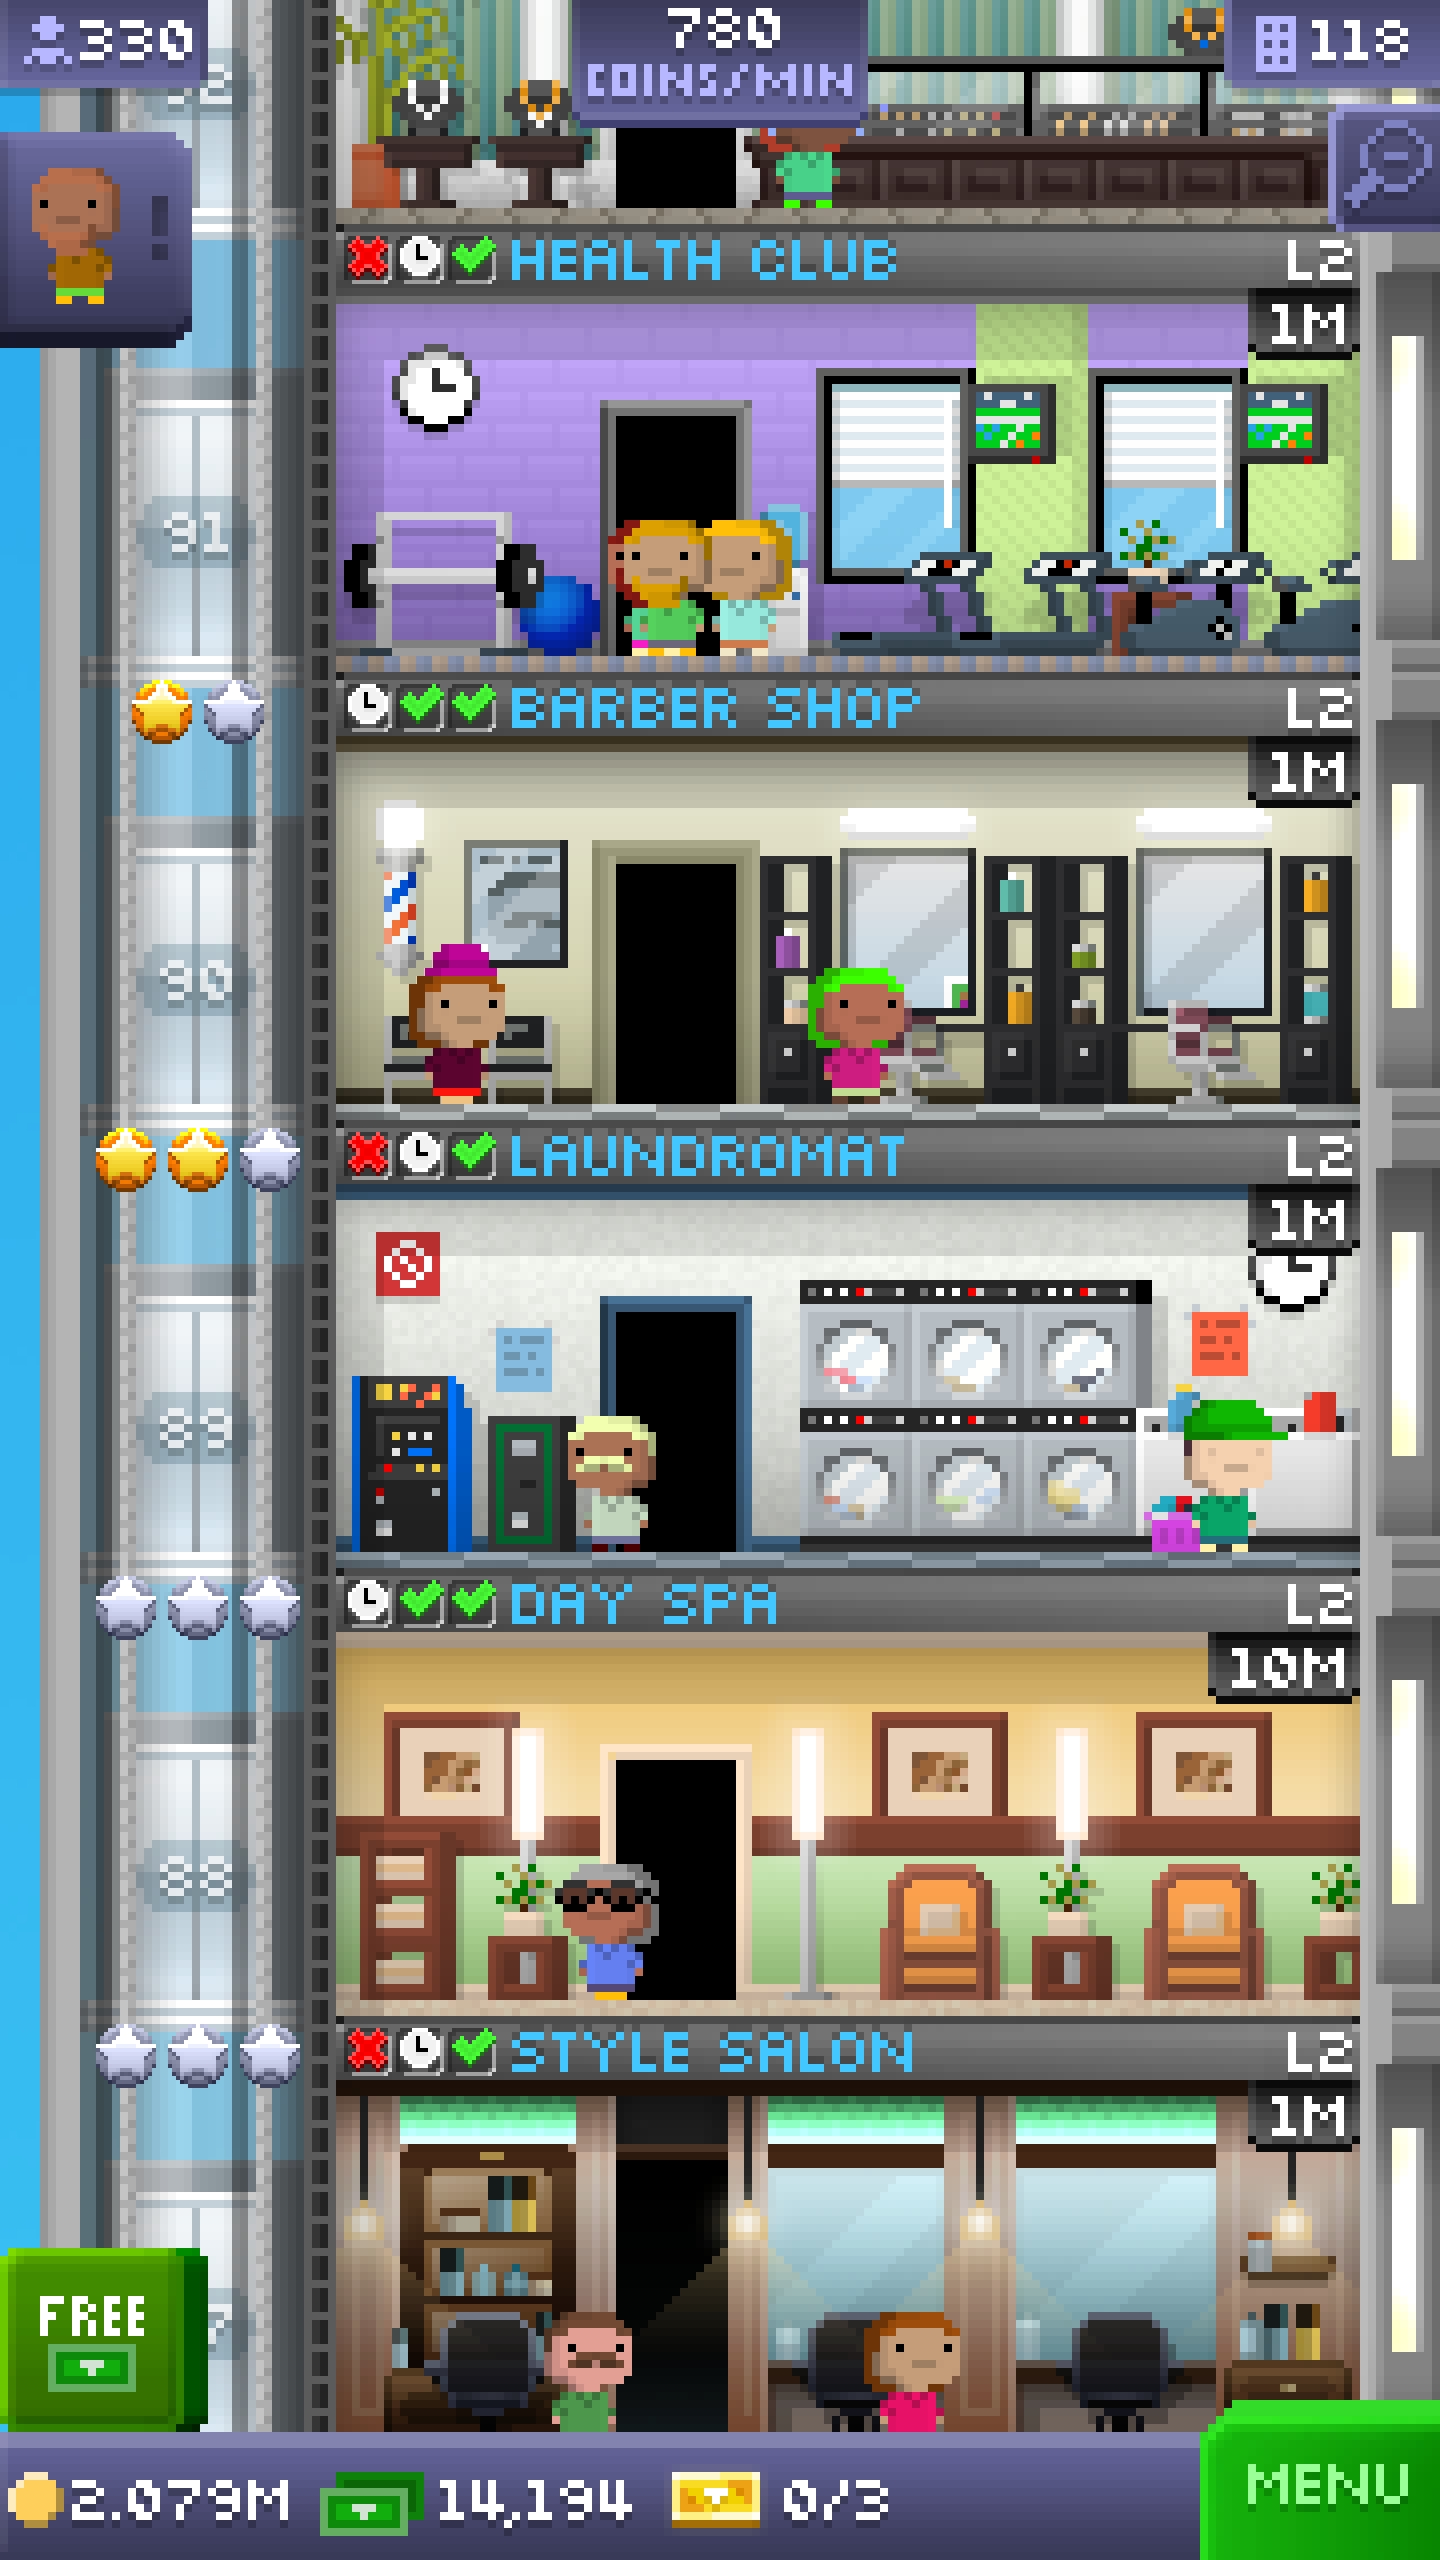 330
780
COINS/MIN
118
HEALTH CLUB L2
1M
91
BARBER SHOP L2
1M
90
LAUNDROMAT L2
1M
89
DAY SPA L2
10M
88
STYLE SALON L2
1M
FREE
2.079M 14,194 0/3
MENU